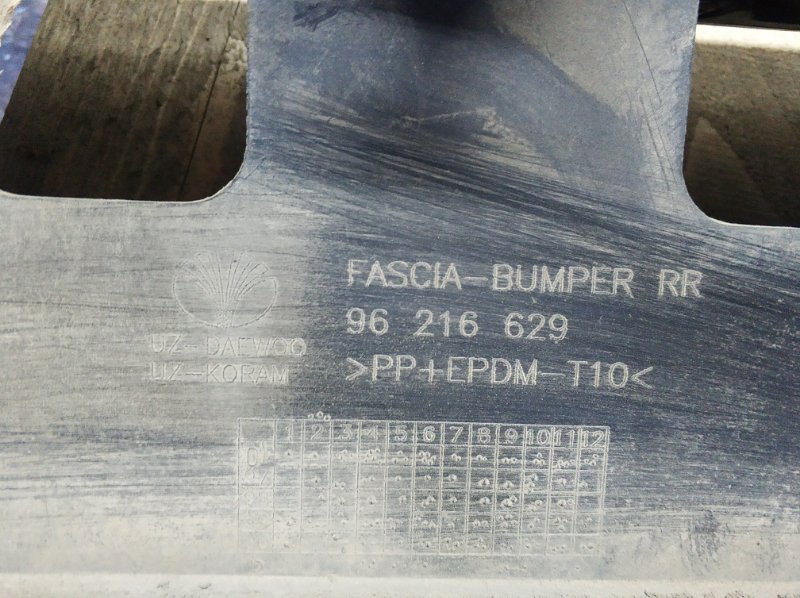 FASCIA-BUMPER RR
96 216 629
>PP+EPDM-T10<
UZ-DAEWOO
UZ-KORAM
1 2 3 4 5 6 7 8 9 10 11 12